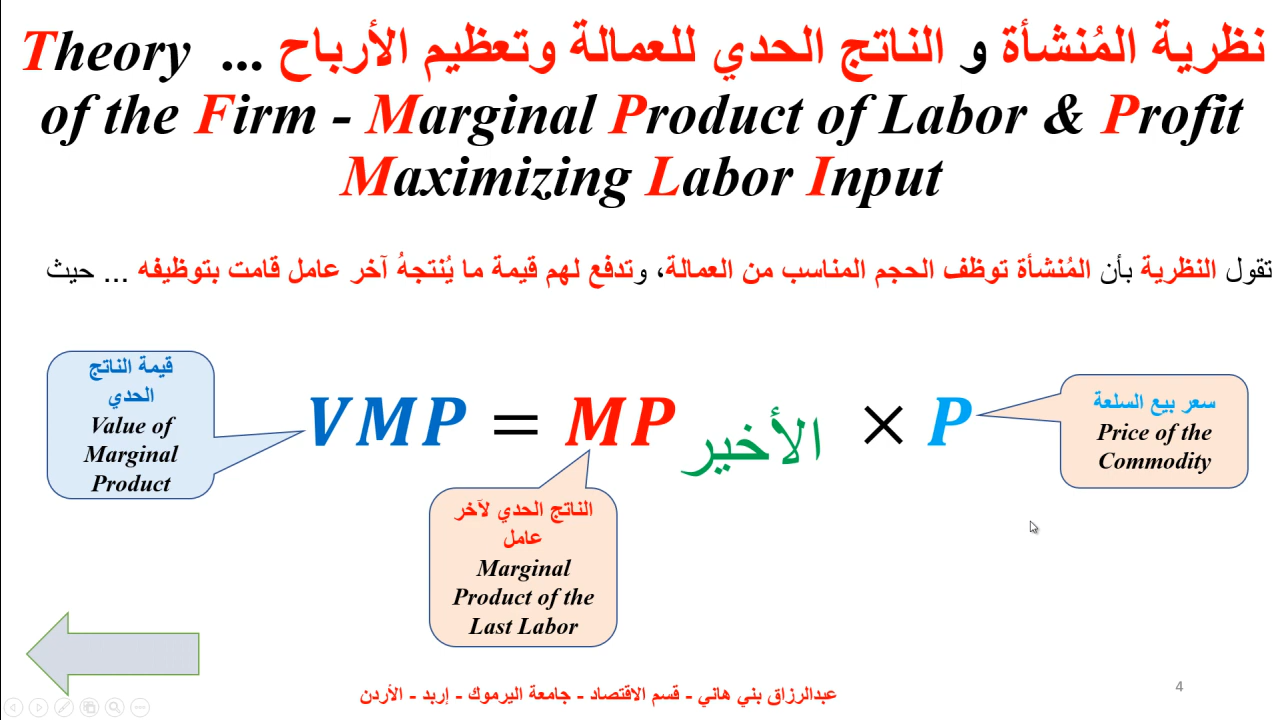 نظرية المُنشأة و الناتج الحدي للعمالة وتعظيم الأرباح ... Theory
of the Firm - Marginal Product of Labor & Profit
Maximizing Labor Input
تقول النظرية بأن المُنشأة توظف الحجم المناسب من العمالة، وتدفع لهم قيمة ما يُنتجهُ آخر عامل قامت بتوظيفه ... حيث
قيمة الناتج
الحدي
Value of
Marginal
Product
VMP = MP الأخير × P
سعر بيع السلعة
Price of the
Commodity
الناتج الحدي لآخر
عامل
Marginal
Product of the
Last Labor
عبدالرزاق بني هاني - قسم الاقتصاد - جامعة اليرموك - إربد - الأردن
4